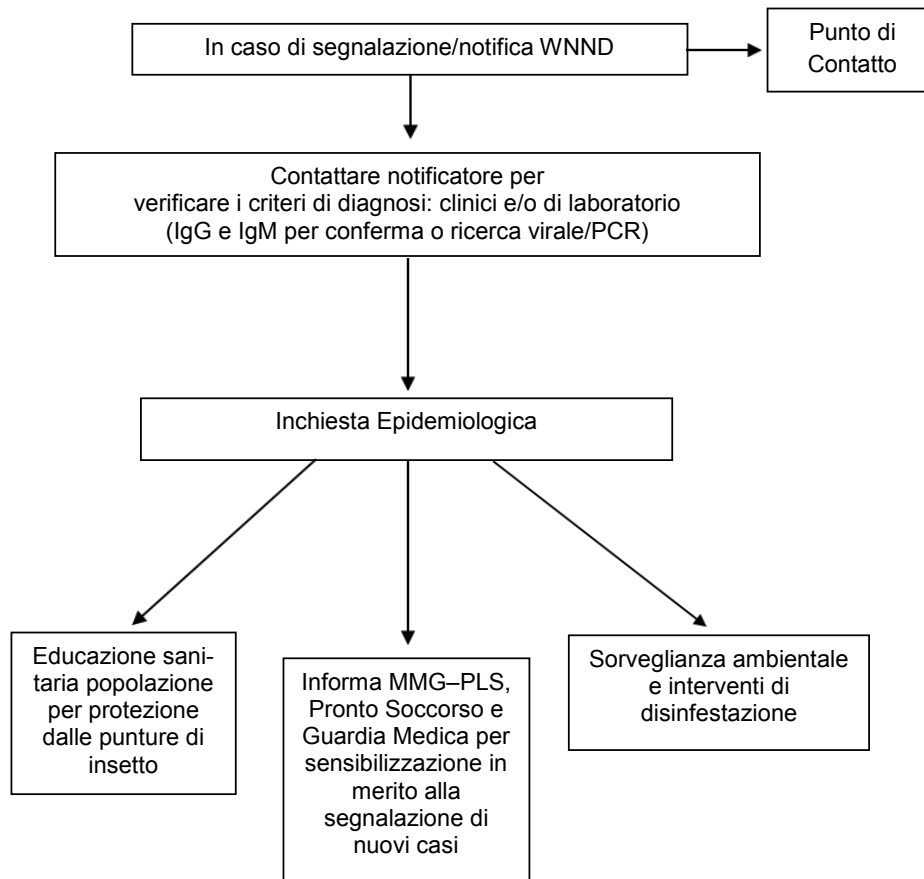 In caso di segnalazione/notifica WNND
Punto di
Contatto
Contattare notificatore per
verificare i criteri di diagnosi: clinici e/o di laboratorio
(IgG e IgM per conferma o ricerca virale/PCR)
Inchiesta Epidemiologica
Educazione sani-
taria popolazione
per protezione
dalle punture di
insetto
Informa MMG–PLS,
Pronto Soccorso e
Guardia Medica per
sensibilizzazione in
merito alla
segnalazione di
nuovi casi
Sorveglianza ambientale
e interventi di
disinfestazione